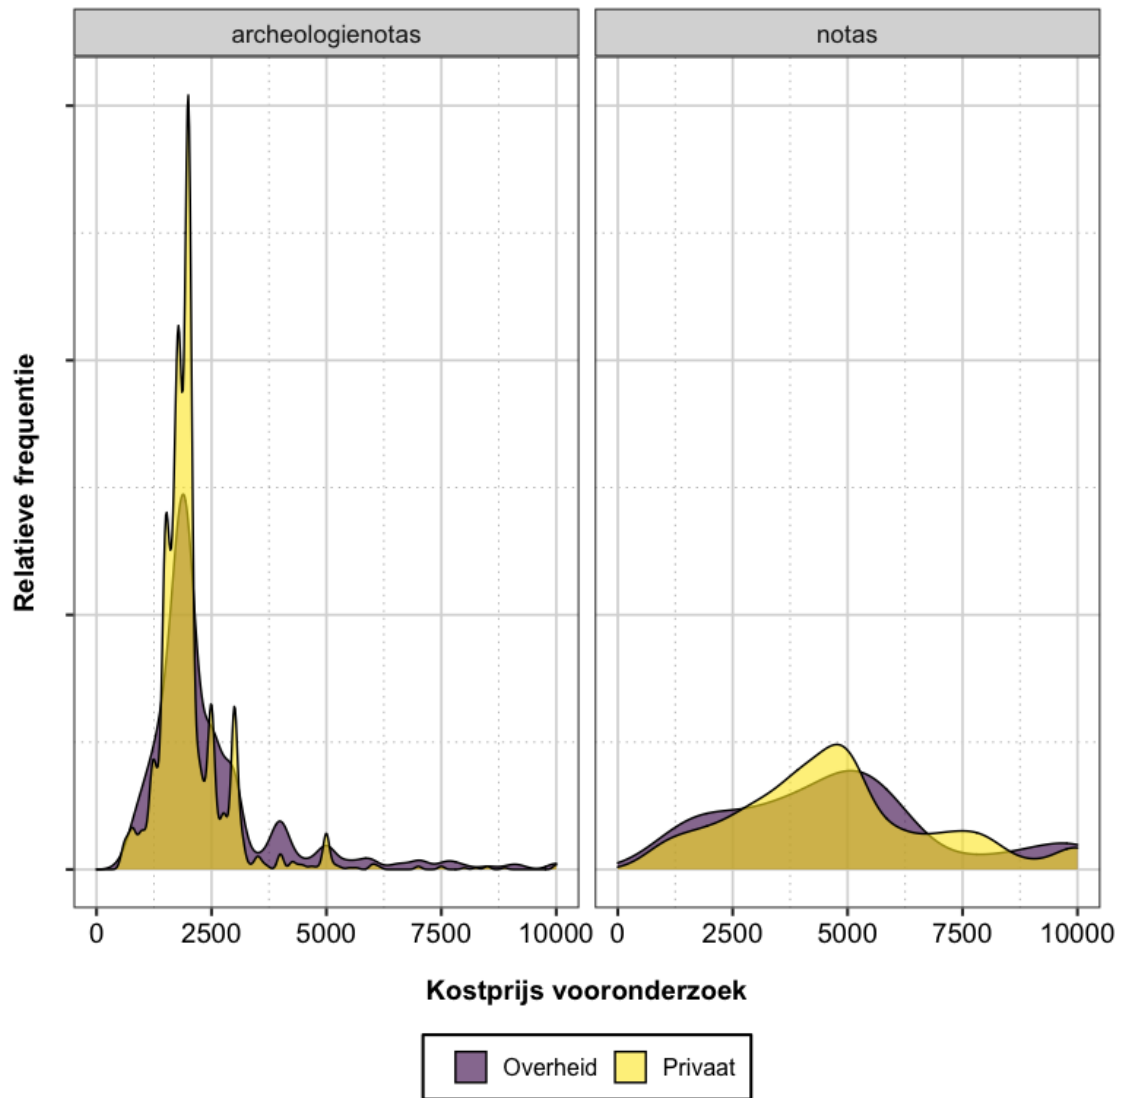 archeologienotas
notas
Relatieve frequentie
0 2500 5000 7500 10000 0 2500 5000 7500 10000
Kostprijs vooronderzoek
Overheid Privaat